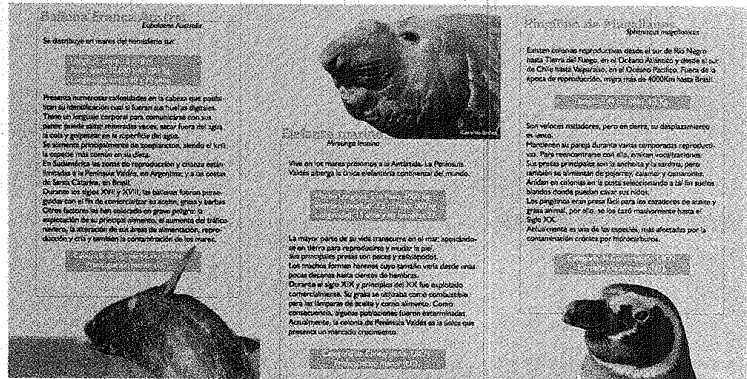 Ballena Franca Austral
Eubalaena Australis
Se distribuye en mares del hemisferio sur.
Presenta numerosas callosidades en la cabeza que posibi-
litan su identificación cual si fueran sus huellas digitales.
Tiene un lenguaje corporal para comunicarse con sus
pares: puede saltar reiteradas veces, sacar fuera del agua
la cola y golpetear en la superficie del agua.
Se alimenta principalmente de zooplancton, siendo el krill
la especie más común en su dieta.
En Sudamérica las zonas de reproducción y crianza están
limitadas a la Península Valdés, en Argentina; y a las costas
de Santa Catarina, en Brasil.
Durante los siglos XVII y XVIII, las ballenas fueron perse-
guidas con el fin de comercializar su aceite, grasa y barbas.
Otros factores las han colocado en grave peligro: la
explotación de su principal alimento, el aumento del tráfico
naviero, la alteración de sus áreas de alimentación, repro-
ducción y cría y también la contaminación de los mares.
Elefante marino
Mirounga leonina
Vive en los mares próximos a la Antártida. La Península
Valdés alberga la única elefantería continental del mundo.
La mayor parte de su vida transcurre en el mar, apostándo-
se en tierra para reproducirse y mudar la piel.
Sus principales presas son peces y cefalópodos.
Los machos forman harenes cuyo tamaño varía desde unas
pocas decenas hasta cientos de hembras.
Durante el siglo XIX y principios del XX fue explotado
comercialmente. Su grasa se utilizaba como combustible
para las lámparas de aceite y como alimento. Como
consecuencia, algunas poblaciones fueron exterminadas.
Actualmente, la colonia de Península Valdés es la única que
presenta un marcado crecimiento.
Pingüino de Magallanes
Spheniscus magellanicus
Existen colonias reproductivas desde el sur de Río Negro
hasta Tierra del Fuego, en el Océano Atlántico y desde el sur
de Chile hasta Valparaíso, en el Océano Pacífico. Fuera de la
época de reproducción, migra más de 4000Km hasta Brasil.
Son veloces nadadores, pero en tierra, su desplazamiento
es lento.
Mantienen su pareja durante varias temporadas reproducti-
vas. Para reencontrarse con ella, emiten vocalizaciones.
Sus presas principales son la anchoíta y la sardina, pero
también se alimentan de pejerrey, calamar y camarones.
Anidan en colonias en la costa seleccionando a tal fin suelos
blandos donde puedan cavar sus nidos.
Los pingüinos eran presa fácil para los cazadores de aceite y
grasa animal, por ello, se los cazó masivamente hasta el
Siglo XX.
Actualmente es una de las especies, más afectadas por la
contaminación crónica por hidrocarburos.